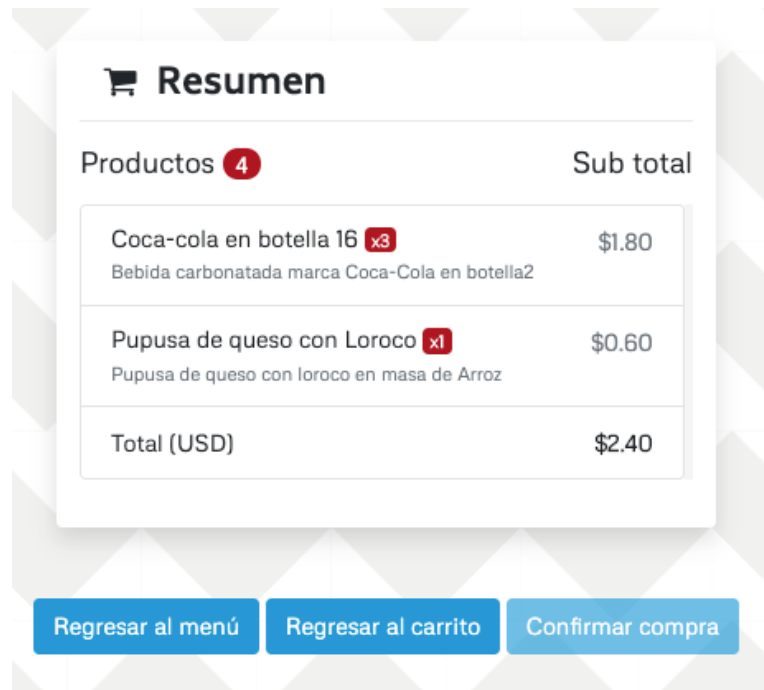 Resumen
Productos 4 Sub total
Coca-cola en botella 16 x3 $1.80
Bebida carbonatada marca Coca-Cola en botella2
Pupusa de queso con Loroco x1 $0.60
Pupusa de queso con loroco en masa de Arroz
Total (USD) $2.40
Regresar al menú Regresar al carrito Confirmar compra